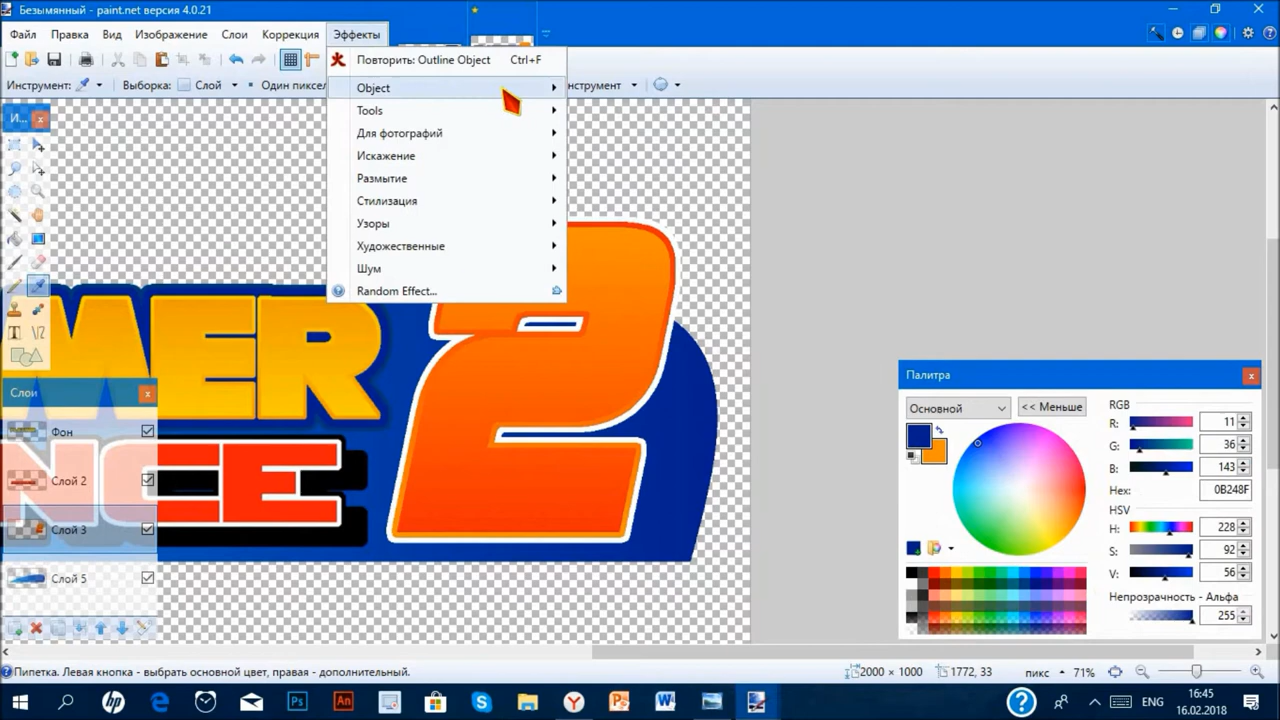 Безымянный - paint.net версия 4.0.21
Файл Правка Вид Изображение Слои Коррекция Эффекты
Повторить: Outline Object Ctrl+F
Инструмент: Выборка: Слой Один пиксел нструмент
Object
Tools
Для фотографий
Искажение
Размытие
Стилизация
Узоры
Художественные
Шум
Random Effect...
И...
MER 2
NCE
Слои
Фон
Слой 2
Слой 3
Слой 5
Палитра
Основной << Меньше
RGB
R: 11
G: 36
B: 143
Hex: 0B248F
HSV
H: 228
S: 92
V: 56
Непрозрачность - Альфа
255
Пипетка. Левая кнопка - выбрать основной цвет, правая - дополнительный. 2000 × 1000 1772, 33 пикс 71%
ENG 16:45
16.02.2018